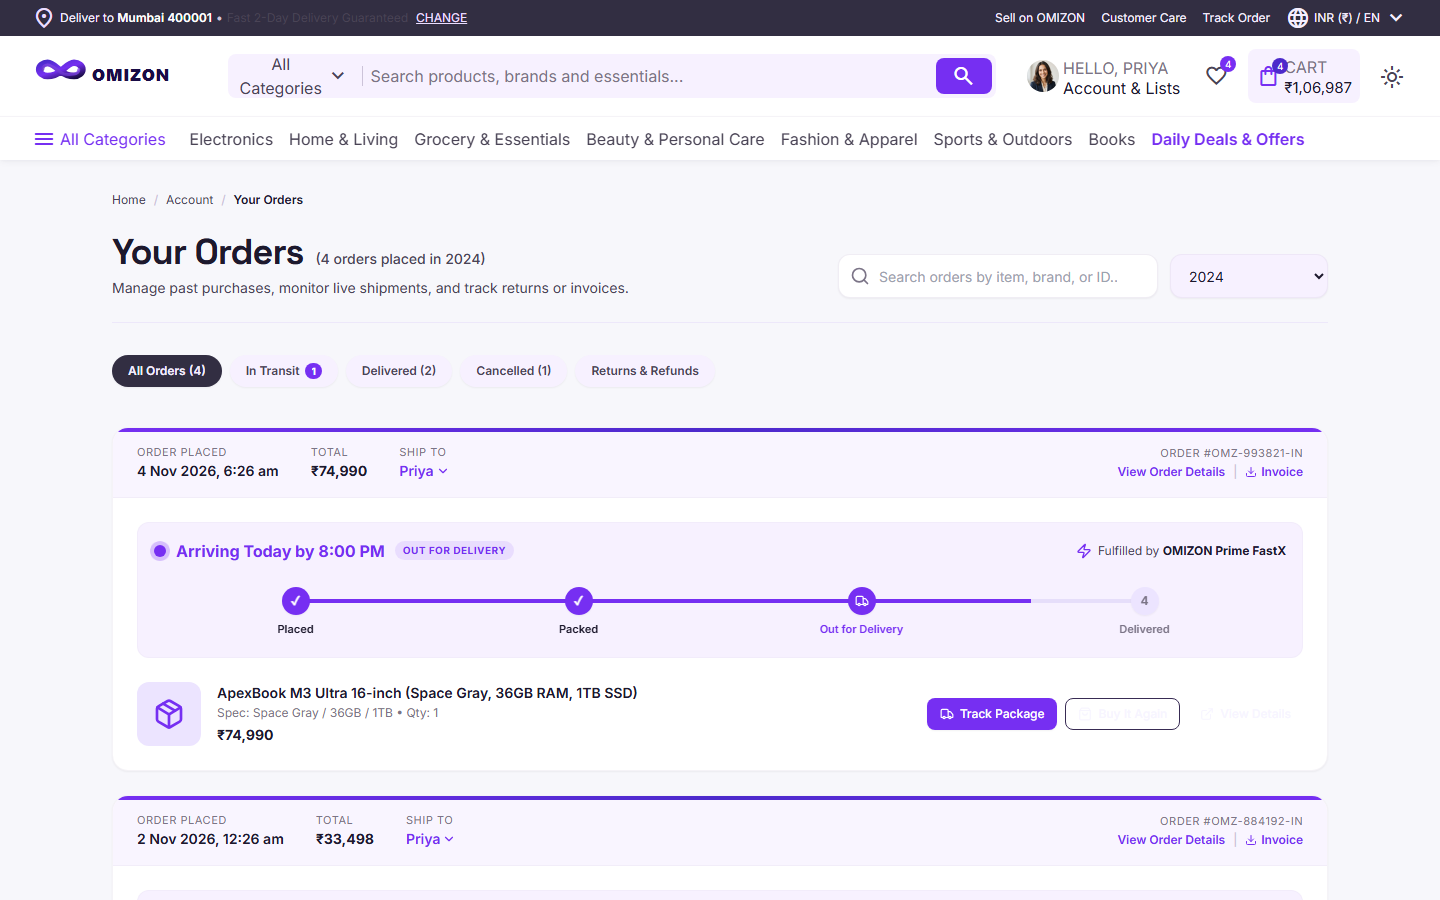 Deliver to Mumbai 400001 • Fast 2-Day Delivery Guaranteed CHANGE
Sell on OMIZON Customer Care Track Order INR (₹) / EN
OMIZON
All Categories
Search products, brands and essentials...
HELLO, PRIYA
Account & Lists
4
4
CART
₹1,06,987
All Categories Electronics Home & Living Grocery & Essentials Beauty & Personal Care Fashion & Apparel Sports & Outdoors Books Daily Deals & Offers
Home / Account / Your Orders
Your Orders (4 orders placed in 2024)
Manage past purchases, monitor live shipments, and track returns or invoices.
Search orders by item, brand, or ID..
2024
All Orders (4) In Transit 1 Delivered (2) Cancelled (1) Returns & Refunds
ORDER PLACED TOTAL SHIP TO ORDER #OMZ-993821-IN
4 Nov 2026, 6:26 am ₹74,990 Priya View Order Details | Invoice
Arriving Today by 8:00 PM OUT FOR DELIVERY Fulfilled by OMIZON Prime FastX
4
Placed Packed Out for Delivery Delivered
ApexBook M3 Ultra 16-inch (Space Gray, 36GB RAM, 1TB SSD)
Spec: Space Gray / 36GB / 1TB • Qty: 1
₹74,990
Track Package Buy It Again View Details
ORDER PLACED TOTAL SHIP TO ORDER #OMZ-884192-IN
2 Nov 2026, 12:26 am ₹33,498 Priya View Order Details | Invoice